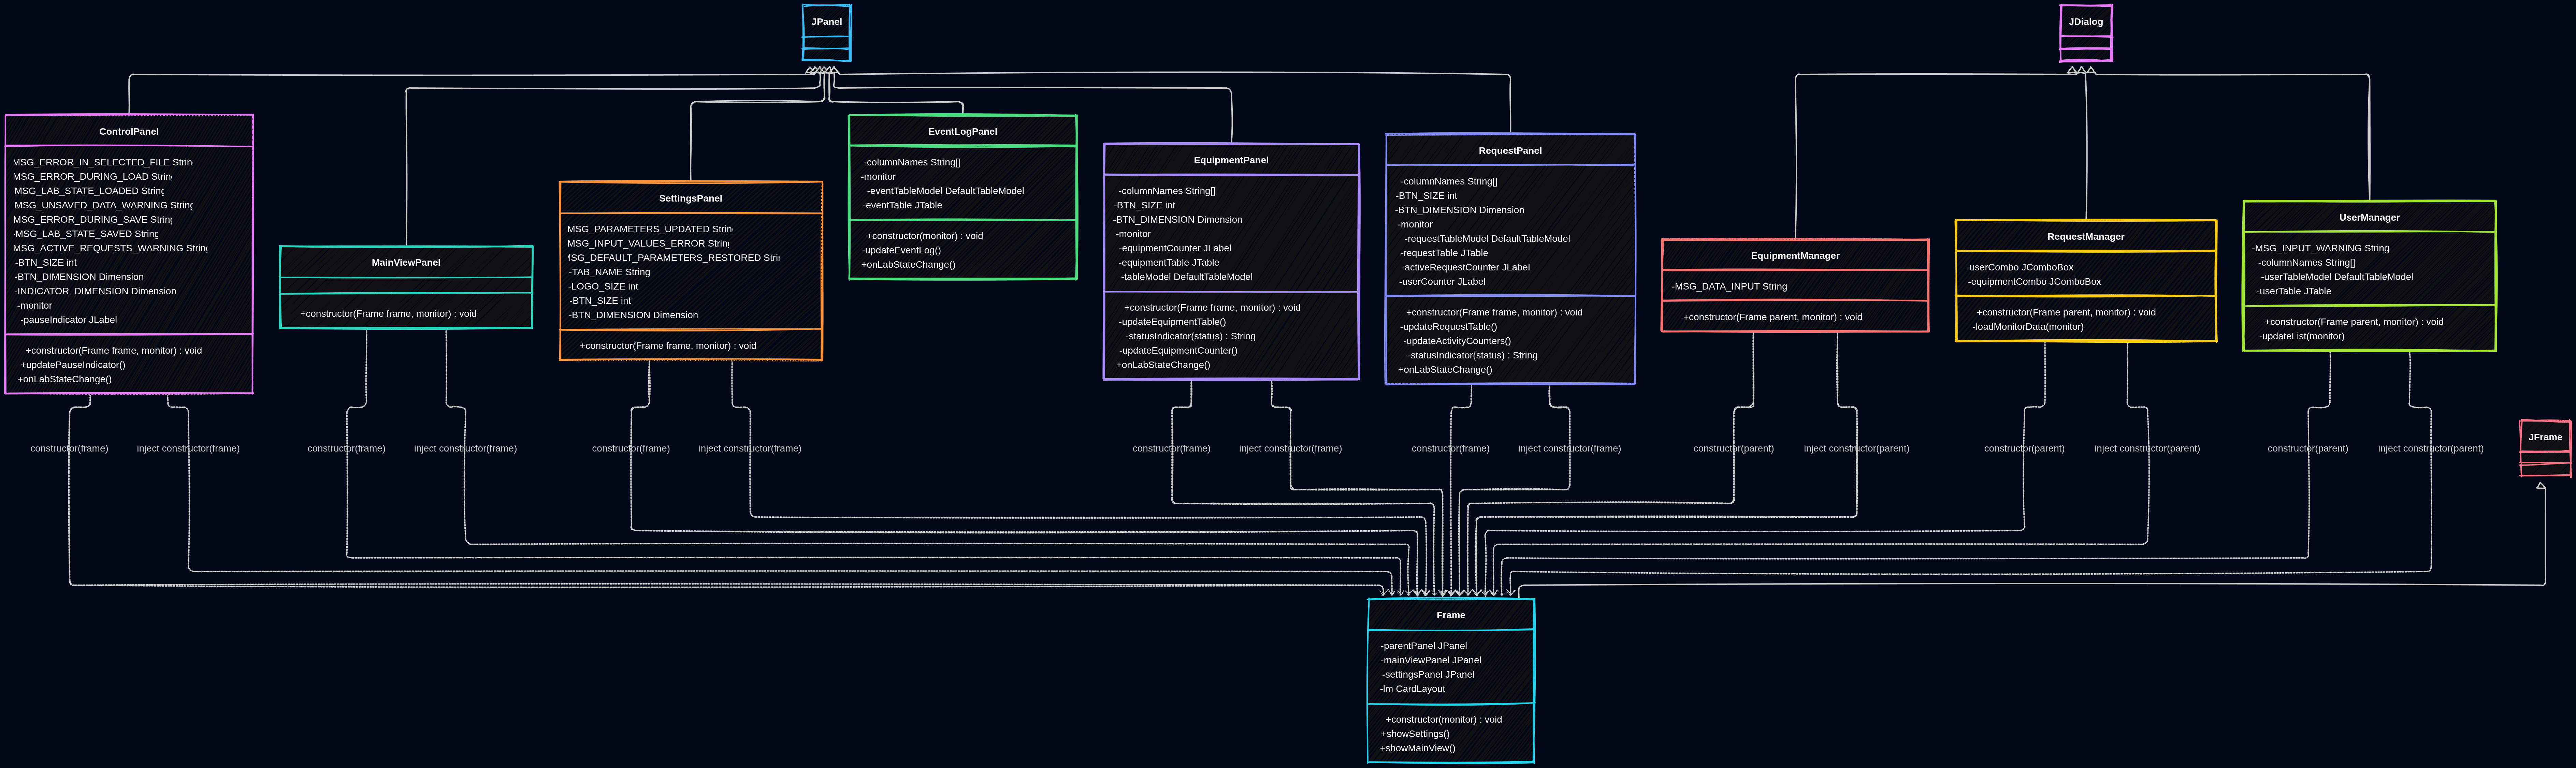 JPanel
JDialog
ControlPanel
MSG_ERROR_IN_SELECTED_FILE Strin
MSG_ERROR_DURING_LOAD Strin
MSG_LAB_STATE_LOADED String
MSG_UNSAVED_DATA_WARNING String
MSG_ERROR_DURING_SAVE String
-MSG_LAB_STATE_SAVED String
MSG_ACTIVE_REQUESTS_WARNING String
-BTN_SIZE int
-BTN_DIMENSION Dimension
-INDICATOR_DIMENSION Dimension
-monitor
-pauseIndicator JLabel
+constructor(Frame frame, monitor) : void
+updatePauseIndicator()
+onLabStateChange()
MainViewPanel
+constructor(Frame frame, monitor) : void
SettingsPanel
MSG_PARAMETERS_UPDATED String
MSG_INPUT_VALUES_ERROR String
MSG_DEFAULT_PARAMETERS_RESTORED Strin
-TAB_NAME String
-LOGO_SIZE int
-BTN_SIZE int
-BTN_DIMENSION Dimension
+constructor(Frame frame, monitor) : void
EventLogPanel
-columnNames String[]
-monitor
-eventTableModel DefaultTableModel
-eventTable JTable
+constructor(monitor) : void
-updateEventLog()
+onLabStateChange()
EquipmentPanel
-columnNames String[]
-BTN_SIZE int
-BTN_DIMENSION Dimension
-monitor
-equipmentCounter JLabel
-equipmentTable JTable
-tableModel DefaultTableModel
+constructor(Frame frame, monitor) : void
-updateEquipmentTable()
-statusIndicator(status) : String
-updateEquipmentCounter()
+onLabStateChange()
RequestPanel
-columnNames String[]
-BTN_SIZE int
-BTN_DIMENSION Dimension
-monitor
-requestTableModel DefaultTableModel
-requestTable JTable
-activeRequestCounter JLabel
-userCounter JLabel
+constructor(Frame frame, monitor) : void
-updateRequestTable()
-updateActivityCounters()
-statusIndicator(status) : String
+onLabStateChange()
EquipmentManager
-MSG_DATA_INPUT String
+constructor(Frame parent, monitor) : void
RequestManager
-userCombo JComboBox
-equipmentCombo JComboBox
+constructor(Frame parent, monitor) : void
-loadMonitorData(monitor)
UserManager
-MSG_INPUT_WARNING String
-columnNames String[]
-userTableModel DefaultTableModel
-userTable JTable
+constructor(Frame parent, monitor) : void
-updateList(monitor)
JFrame
constructor(frame)
inject constructor(frame)
constructor(frame)
inject constructor(frame)
constructor(frame)
inject constructor(frame)
constructor(frame)
inject constructor(frame)
constructor(frame)
inject constructor(frame)
constructor(parent)
inject constructor(parent)
constructor(parent)
inject constructor(parent)
constructor(parent)
inject constructor(parent)
Frame
-parentPanel JPanel
-mainViewPanel JPanel
-settingsPanel JPanel
-lm CardLayout
+constructor(monitor) : void
+showSettings()
+showMainView()